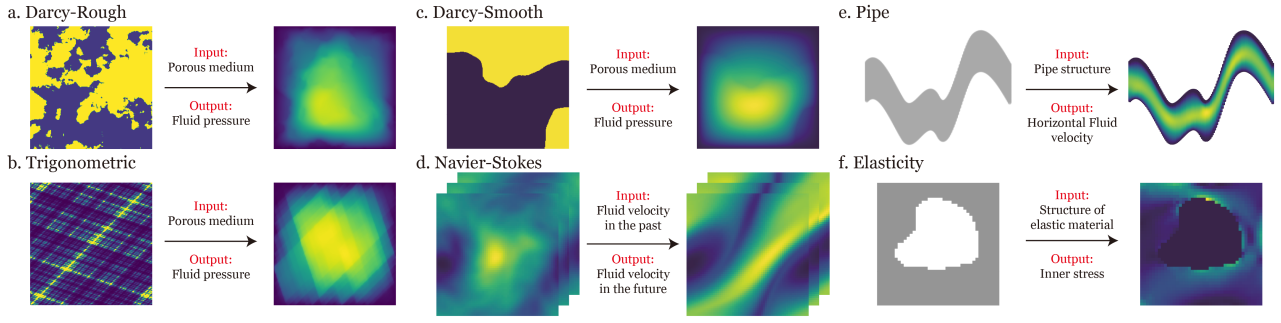 a. Darcy-Rough
Input:
Porous medium
Output:
Fluid pressure
b. Trigonometric
Input:
Porous medium
Output:
Fluid pressure
c. Darcy-Smooth
Input:
Porous medium
Output:
Fluid pressure
d. Navier-Stokes
Input:
Fluid velocity
in the past
Output:
Fluid velocity
in the future
e. Pipe
Input:
Pipe structure
Output:
Horizontal Fluid
velocity
f. Elasticity
Input:
Structure of
elastic material
Output:
Inner stress